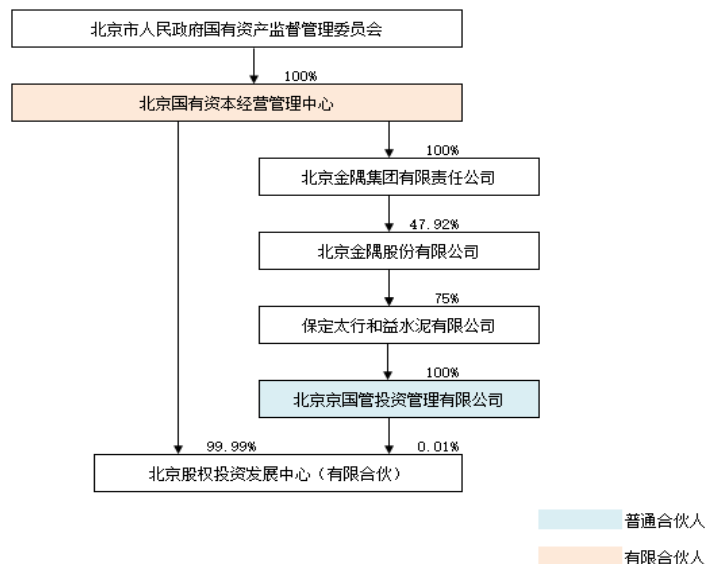 北京市人民政府国有资产监督管理委员会
100%
北京国有资本经营管理中心
100%
北京金隅集团有限责任公司
47.92%
北京金隅股份有限公司
75%
保定太行和益水泥有限公司
100%
北京京国管投资管理有限公司
99.99%
0.01%
北京股权投资发展中心（有限合伙）
普通合伙人
有限合伙人